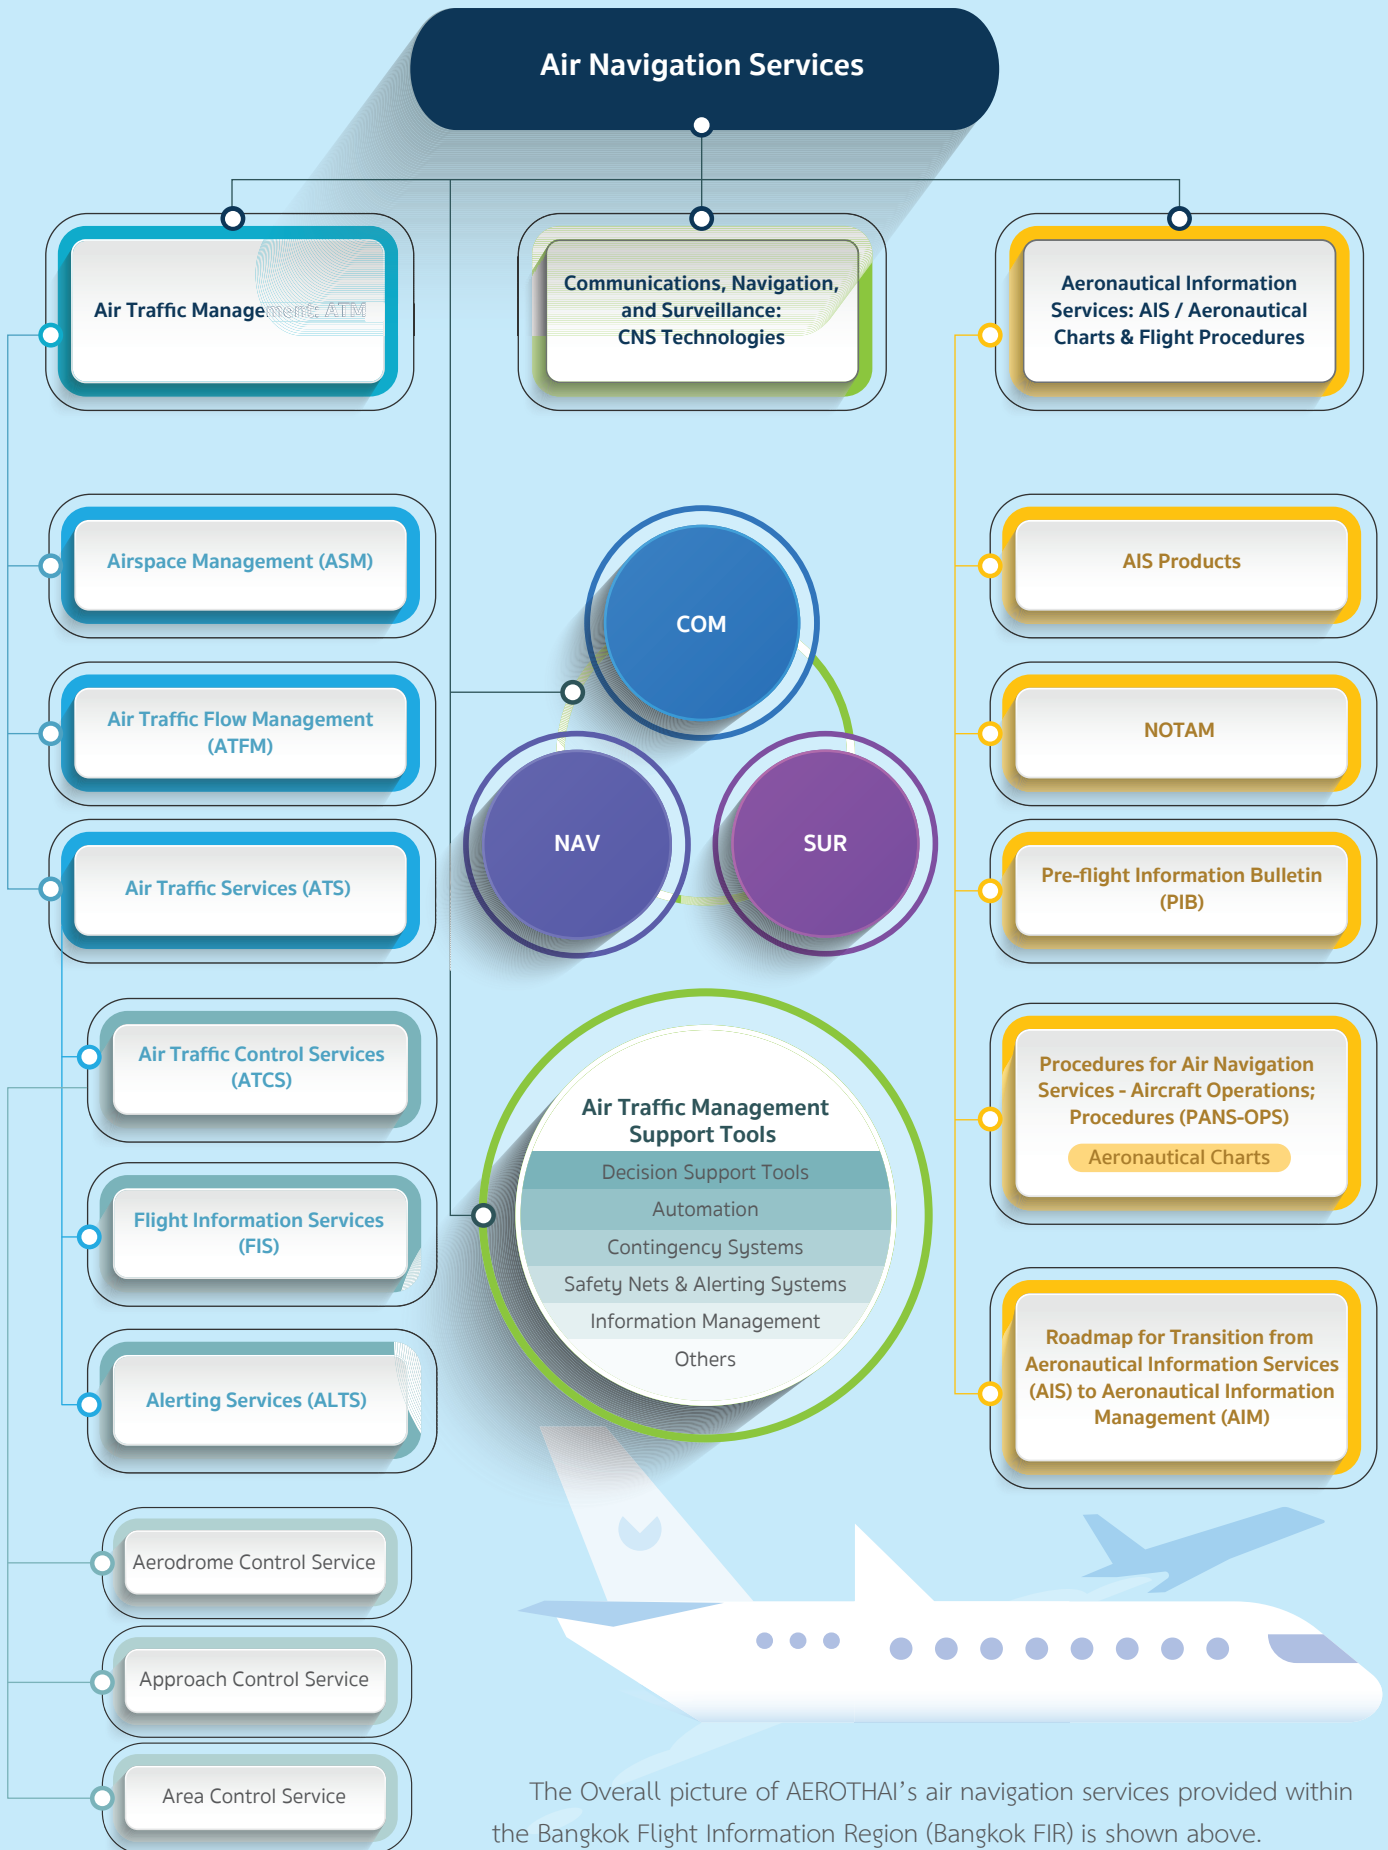 Air Navigation Services
Air Traffic Management: ATM
Communications, Navigation,
and Surveillance:
CNS Technologies
Aeronautical Information
Services: AIS / Aeronautical
Charts & Flight Procedures
Airspace Management (ASM)
Air Traffic Flow Management
(ATFM)
Air Traffic Services (ATS)
Air Traffic Control Services
(ATCS)
Flight Information Services
(FIS)
Alerting Services (ALTS)
Aerodrome Control Service
Approach Control Service
Area Control Service
COM
NAV
SUR
Air Traffic Management
Support Tools
Decision Support Tools
Automation
Contingency Systems
Safety Nets & Alerting Systems
Information Management
Others
AIS Products
NOTAM
Pre-flight Information Bulletin
(PIB)
Procedures for Air Navigation
Services - Aircraft Operations;
Procedures (PANS-OPS)
Aeronautical Charts
Roadmap for Transition from
Aeronautical Information Services
(AIS) to Aeronautical Information
Management (AIM)
The Overall picture of AEROTHAI's air navigation services provided within
the Bangkok Flight Information Region (Bangkok FIR) is shown above.